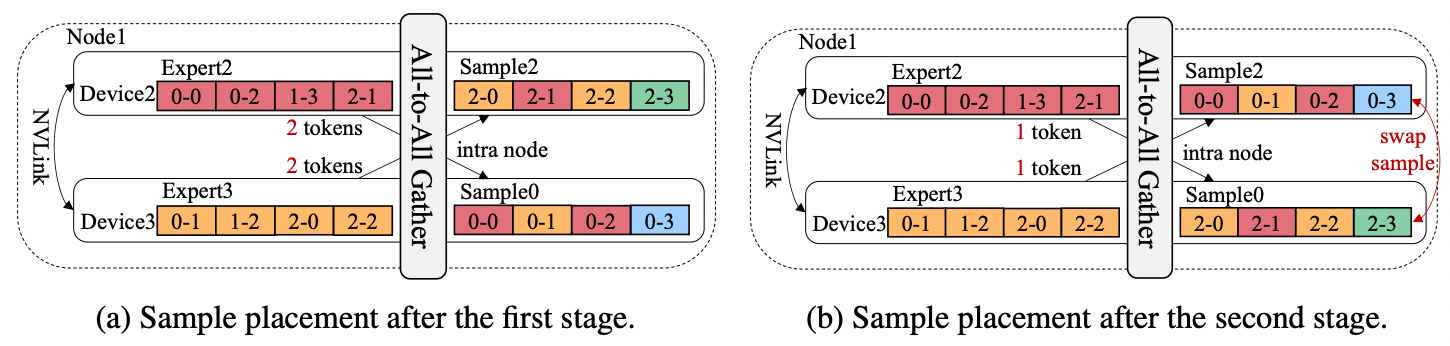 Node1
Expert2
Device2
0-0 0-2 1-3 2-1
2 tokens
NVLink
2 tokens
Expert3
Device3
0-1 1-2 2-0 2-2
All-to-All Gather
Sample2
2-0 2-1 2-2 2-3
intra node
Sample0
0-0 0-1 0-2 0-3
(a) Sample placement after the first stage.
Node1
Expert2
Device2
0-0 0-2 1-3 2-1
1 token
NVLink
1 token
Expert3
Device3
0-1 1-2 2-0 2-2
All-to-All Gather
Sample2
0-0 0-1 0-2 0-3
swap
sample
intra node
Sample0
2-0 2-1 2-2 2-3
(b) Sample placement after the second stage.